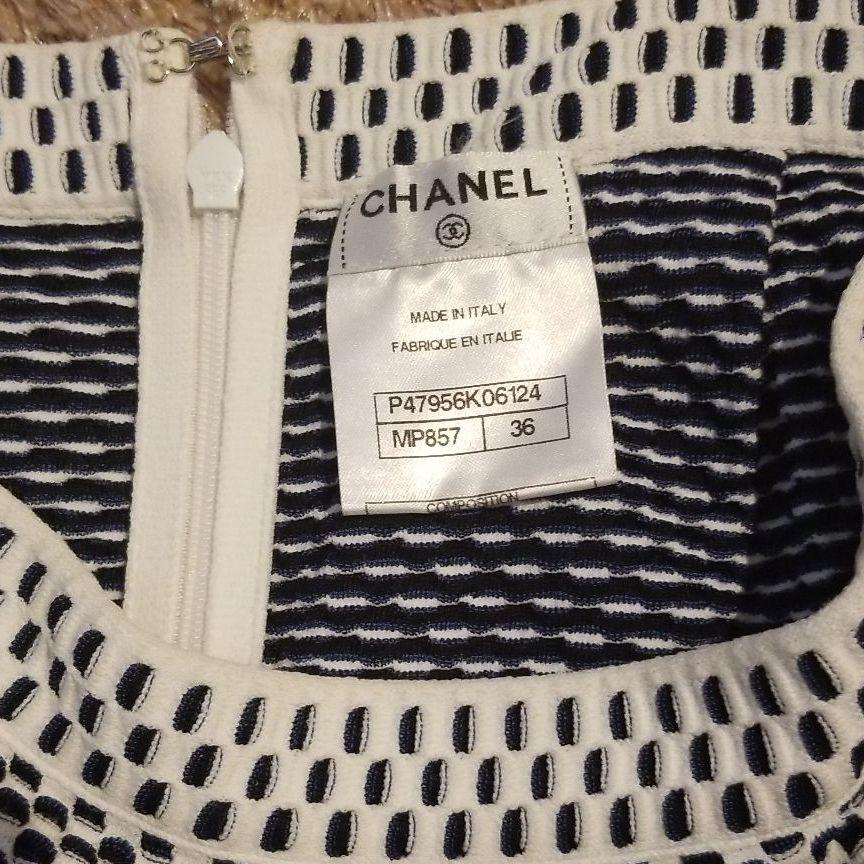 CHANEL
MADE IN ITALY
FABRIQUE EN ITALIE
P47956K06124
MP857 36
COMPOSITION